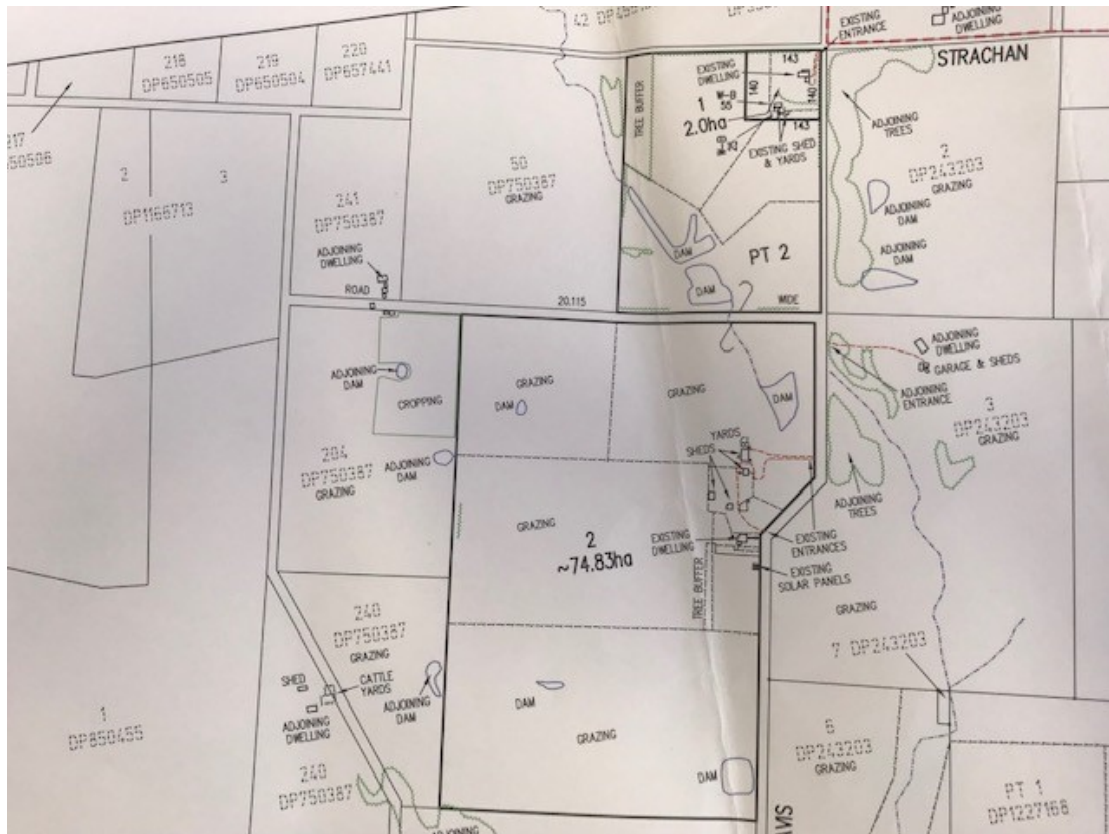 42 DP
EXISTING
ENTRANCE
ADJOINING
DWELLING
STRACHAN
218
DP650505
219
DP650504
220
DP657441
EXISTING
DWELLING
143
140
140
TREE BUFFER
1
W-B
55
2.0ha
143
EXISTING SHED
& YARDS
ADJOINING
TREES
2
DP243203
GRAZING
217
50506
2
3
DP1166713
50
DP750387
GRAZING
241
DP750387
ADJOINING
DWELLING
ROAD
ADJOINING
DAM
ADJOINING
DAM
DAM
PT 2
DAM
20.115
WIDE
ADJOINING
DAM
CROPPING
GRAZING
DAM
GRAZING
DAM
ADJOINING
DWELLING
GARAGE & SHEDS
ADJOINING
ENTRANCE
3
DP243203
GRAZING
YARDS
SHEDS
204
DP750387
GRAZING
ADJOINING
DAM
ADJOINING
TREES
GRAZING
2
~74.83ha
EXISTING
DWELLING
EXISTING
ENTRANCES
EXISTING
SOLAR PANELS
TREE BUFFER
GRAZING
7 DP243203
240
DP750387
GRAZING
SHED
CATTLE
YARDS
ADJOINING
DWELLING
ADJOINING
DAM
DAM
GRAZING
DAM
1
DP850455
240
DP750387
6
DP243203
GRAZING
PT 1
DP1227168
ADJOINING